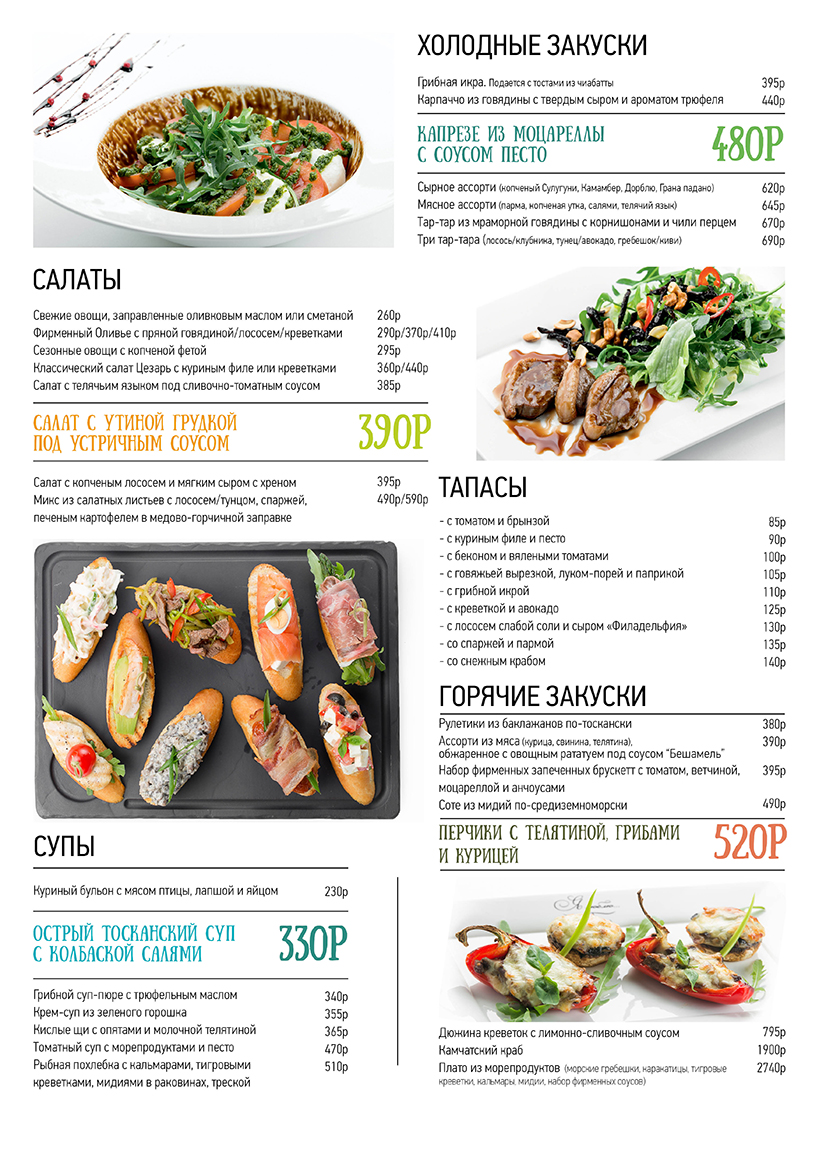 ХОЛОДНЫЕ ЗАКУСКИ
Грибная икра. Подается с тостами из чиабатты 395р
Карпаччо из говядины с твердым сыром и ароматом трюфеля 440р
КАПРЕЗЕ ИЗ МОЦАРЕЛЛЫ
С СОУСОМ ПЕСТО 480Р
Сырное ассорти (копченый Сулугуни, Камамбер, Дорблю, Грана падано) 620р
Мясное ассорти (парма, копченая утка, салями, телячий язык) 645р
Тар-тар из мраморной говядины с корнишонами и чили перцем 670р
Три тар-тара (лосось/клубника, тунец/авокадо, гребешок/киви) 690р
САЛАТЫ
Свежие овощи, заправленные оливковым маслом или сметаной 260р
Фирменный Оливье с пряной говядиной/лососем/креветками 290р/370р/410р
Сезонные овощи с копченой фетой 295р
Классический салат Цезарь с куриным филе или креветками 360р/440р
Салат с телячьим языком под сливочно-томатным соусом 385р
САЛАТ С УТИНОЙ ГРУДКОЙ
ПОД УСТРИЧНЫМ СОУСОМ 390Р
Салат с копченым лососем и мягким сыром с хреном 395р
Микс из салатных листьев с лососем/тунцом, спаржей, 490р/590р
печеным картофелем в медово-горчичной заправке
ТАПАСЫ
- с томатом и брынзой 85р
- с куриным филе и песто 90р
- с беконом и вялеными томатами 100р
- с говяжьей вырезкой, луком-порей и паприкой 105р
- с грибной икрой 110р
- с креветкой и авокадо 125р
- с лососем слабой соли и сыром «Филадельфия» 130р
- со спаржей и пармой 135р
- со снежным крабом 140р
ГОРЯЧИЕ ЗАКУСКИ
Рулетики из баклажанов по-тоскански 380р
Ассорти из мяса (курица, свинина, телятина), 390р
обжаренное с овощным рататуем под соусом "Бешамель"
Набор фирменных запеченных брускетт с томатом, ветчиной, 395р
моцареллой и анчоусами
Соте из мидий по-средиземноморски 490р
ПЕРЧИКИ С ТЕЛЯТИНОЙ, ГРИБАМИ
И КУРИЦЕЙ 520Р
Дюжина креветок с лимонно-сливочным соусом 795р
Камчатский краб 1900р
Плато из морепродуктов (морские гребешки, каракатицы, тигровые 2740р
креветки, кальмары, мидии, набор фирменных соусов)
СУПЫ
Куриный бульон с мясом птицы, лапшой и яйцом 230р
ОСТРЫЙ ТОСКАНСКИЙ СУП
С КОЛБАСКОЙ САЛЯМИ 330Р
Грибной суп-пюре с трюфельным маслом 340р
Крем-суп из зеленого горошка 355р
Кислые щи с опятами и молочной телятиной 365р
Томатный суп с морепродуктами и песто 470р
Рыбная похлебка с кальмарами, тигровыми 510р
креветками, мидиями в раковинах, треской